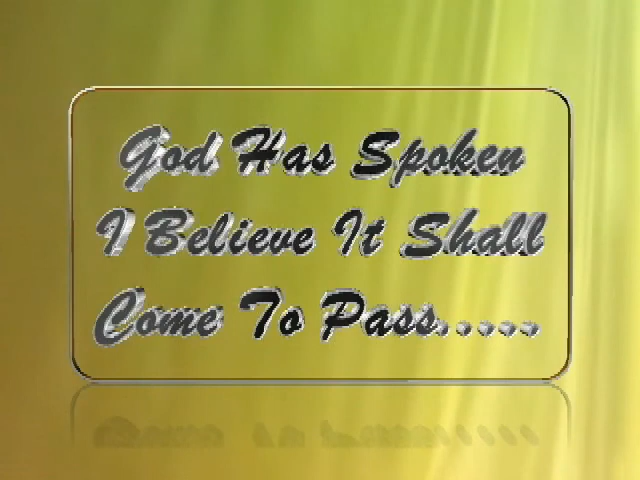 God Has Spoken
I Believe It Shall
Come To Pass.....